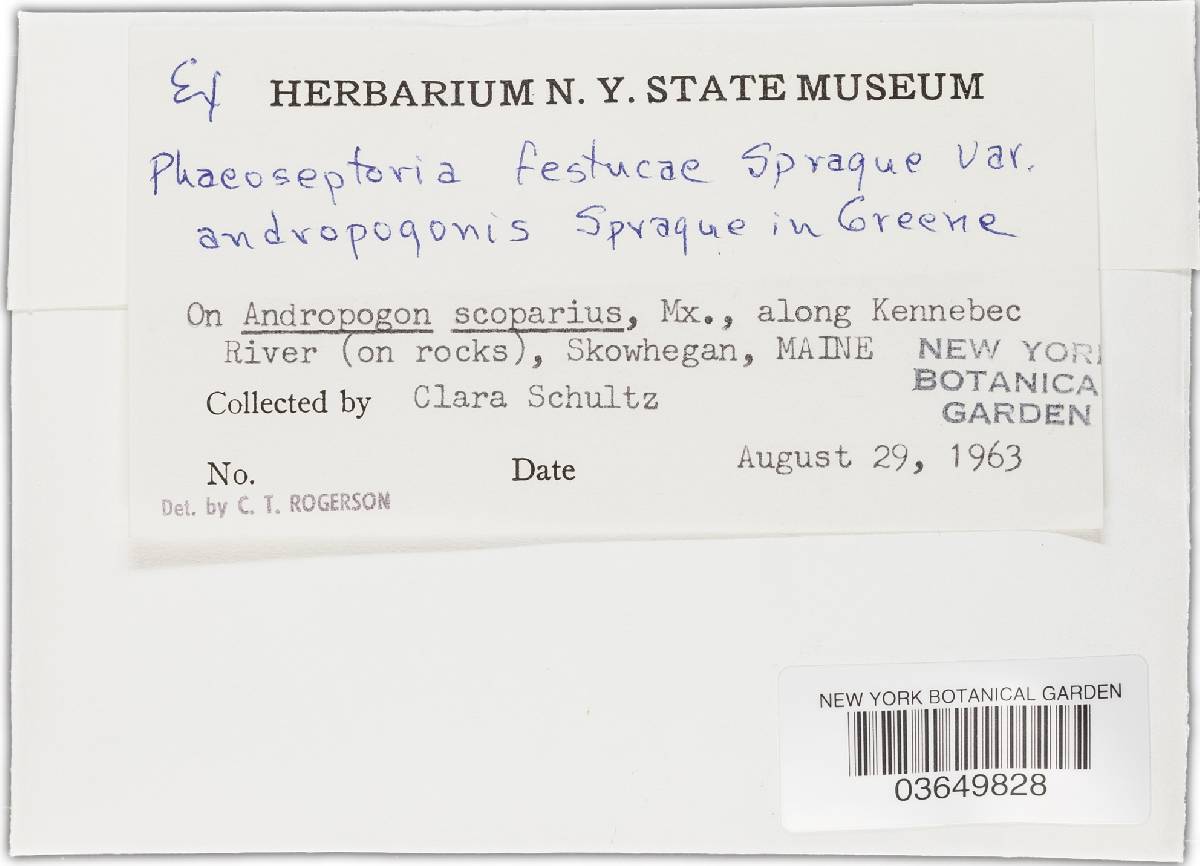 Ex HERBARIUM N. Y. STATE MUSEUM
Phaeoseptoria festucae Sprague var.
andropogonis Sprague in Greene
On Andropogon scoparius, Mx., along Kennebec
River (on rocks), Skowhegan, MAINE
NEW YOR
BOTANICA
GARDEN
Collected by Clara Schultz
No. Date August 29, 1963
Det. by C. T. ROGERSON
NEW YORK BOTANICAL GARDEN
03649828